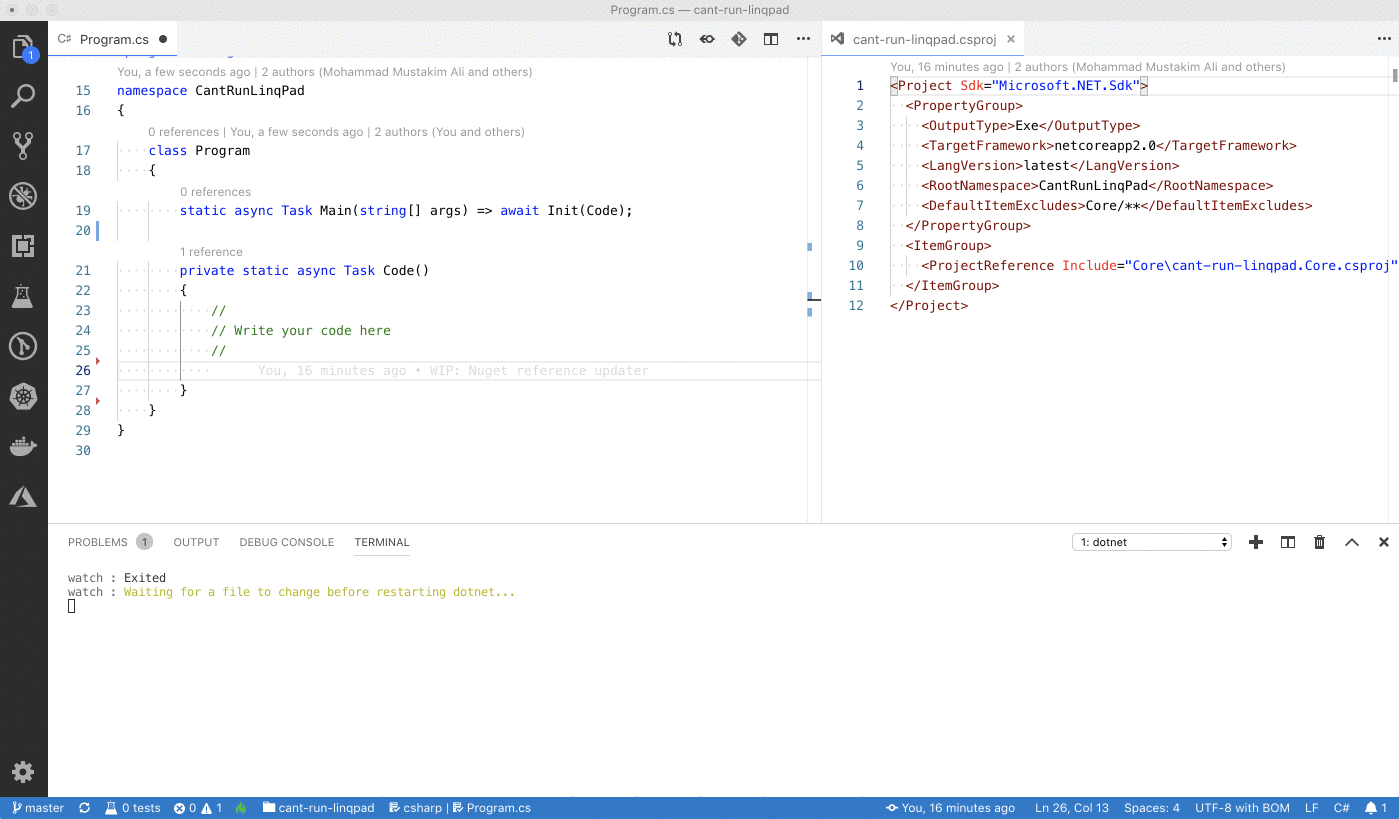 Program.cs — cant-run-linqpad
1
C# Program.cs ●
You, a few seconds ago | 2 authors (Mohammad Mustakim Ali and others)
15 namespace CantRunLinqPad
16 {
0 references | You, a few seconds ago | 2 authors (You and others)
17 class Program
18 {
0 references
19 static async Task Main(string[] args) => await Init(Code);
20
1 reference
21 private static async Task Code()
22 {
23 //
24 // Write your code here
25 //
26 You, 16 minutes ago • WIP: Nuget reference updater
27 }
28 }
29 }
30
cant-run-linqpad.csproj ×
You, 16 minutes ago | 2 authors (Mohammad Mustakim Ali and others)
1 <Project Sdk="Microsoft.NET.Sdk">
2 <PropertyGroup>
3 <OutputType>Exe</OutputType>
4 <TargetFramework>netcoreapp2.0</TargetFramework>
5 <LangVersion>latest</LangVersion>
6 <RootNamespace>CantRunLinqPad</RootNamespace>
7 <DefaultItemExcludes>Core/**</DefaultItemExcludes>
8 </PropertyGroup>
9 <ItemGroup>
10 <ProjectReference Include="Core\cant-run-linqpad.Core.csproj"
11 </ItemGroup>
12 </Project>
PROBLEMS 1 OUTPUT DEBUG CONSOLE TERMINAL 1: dotnet
watch : Exited
watch : Waiting for a file to change before restarting dotnet...
master 0 tests 0 1 cant-run-linqpad csharp | Program.cs You, 16 minutes ago Ln 26, Col 13 Spaces: 4 UTF-8 with BOM LF C# 1